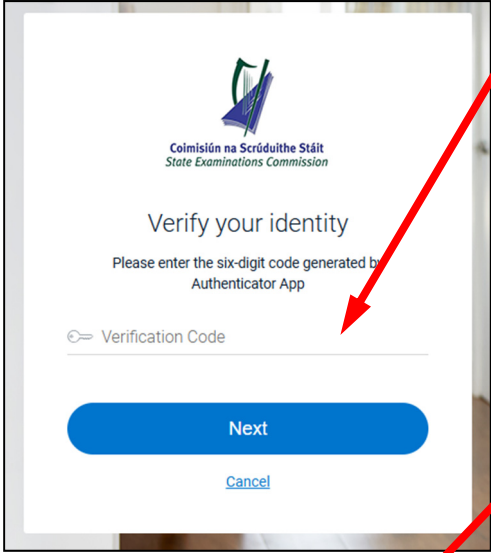 Coimisiún na Scrúduithe Stáit
State Examinations Commission
Verify your identity
Please enter the six-digit code generated by
Authenticator App
Verification Code
Next
Cancel